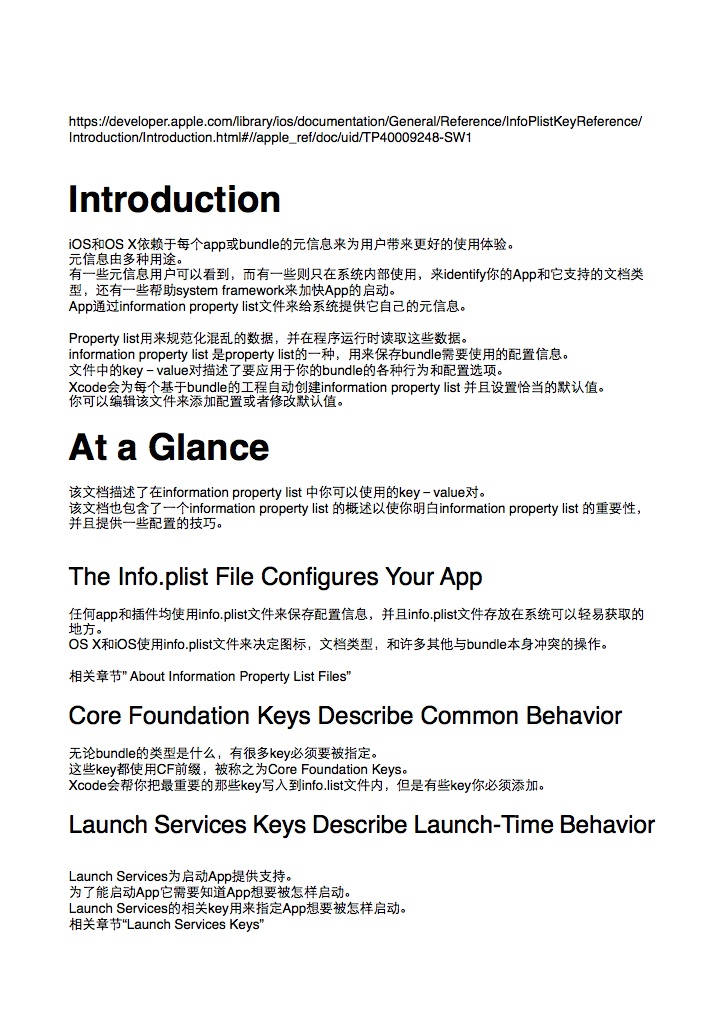 https://developer.apple.com/library/ios/documentation/General/Reference/InfoPlistKeyReference/
Introduction/Introduction.html#//apple_ref/doc/uid/TP40009248-SW1
Introduction
iOS和OS X依赖于每个app或bundle的元信息来为用户带来更好的使用体验。
元信息由多种用途。
有一些元信息用户可以看到，而有一些则只在系统内部使用，来identify你的App和它支持的文档类
型，还有一些帮助system framework来加快App的启动。
App通过information property list文件来给系统提供它自己的元信息。
Property list用来规范化混乱的数据，并在程序运行时读取这些数据。
information property list 是property list的一种，用来保存bundle需要使用的配置信息。
文件中的key – value对描述了要应用于你的bundle的各种行为和配置选项。
Xcode会为每个基于bundle的工程自动创建information property list 并且设置恰当的默认值。
你可以编辑该文件来添加配置或者修改默认值。
At a Glance
该文档描述了在information property list 中你可以使用的key – value对。
该文档也包含了一个information property list 的概述以使你明白information property list 的重要性，
并且提供一些配置的技巧。
The Info.plist File Configures Your App
任何app和插件均使用info.plist文件来保存配置信息，并且info.plist文件存放在系统可以轻易获取的
地方。
OS X和iOS使用info.plist文件来决定图标，文档类型，和许多其他与bundle本身冲突的操作。
相关章节” About Information Property List Files”
Core Foundation Keys Describe Common Behavior
无论bundle的类型是什么，有很多key必须要被指定。
这些key都使用CF前缀，被称之为Core Foundation Keys。
Xcode会帮你把最重要的那些key写入到info.list文件内，但是有些key你必须添加。
Launch Services Keys Describe Launch-Time Behavior
Launch Services为启动App提供支持。
为了能启动App它需要知道App想要被怎样启动。
Launch Services的相关key用来指定App想要被怎样启动。
相关章节“Launch Services Keys”